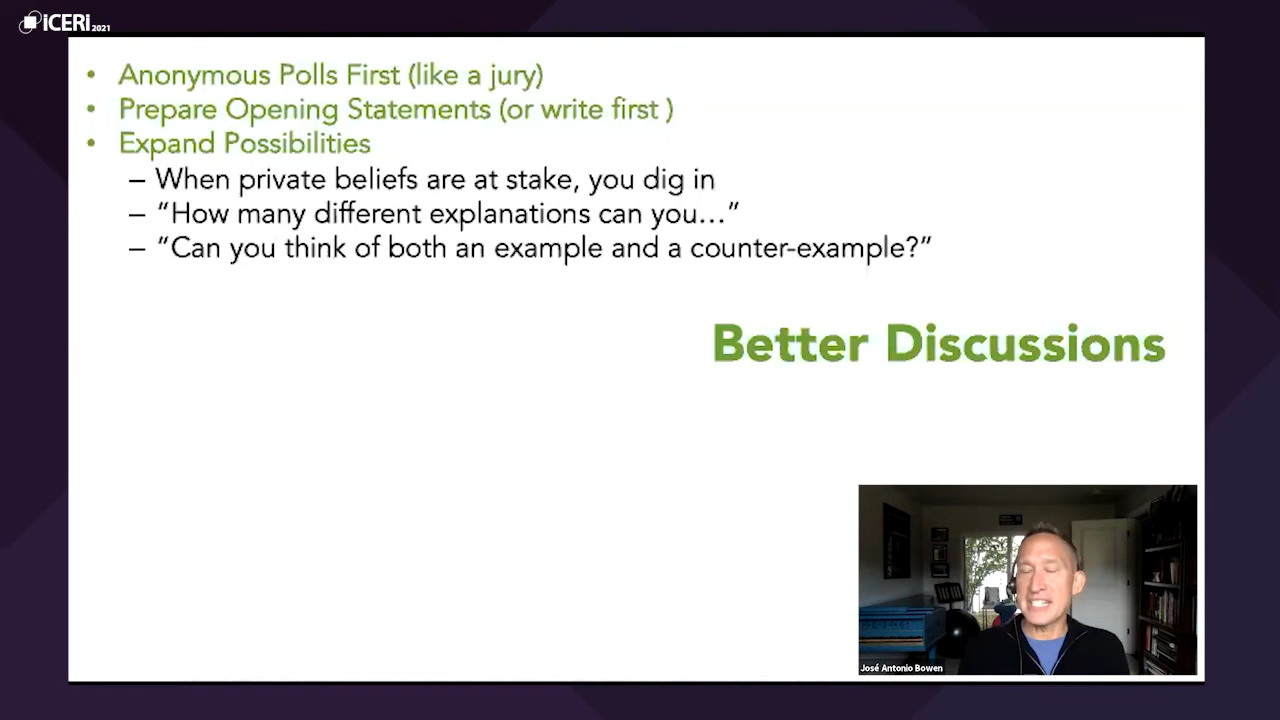 iCERi 2021
• Anonymous Polls First (like a jury)
• Prepare Opening Statements (or write first )
• Expand Possibilities
– When private beliefs are at stake, you dig in
– “How many different explanations can you…”
– “Can you think of both an example and a counter-example?”
Better Discussions
José Antonio Bowen